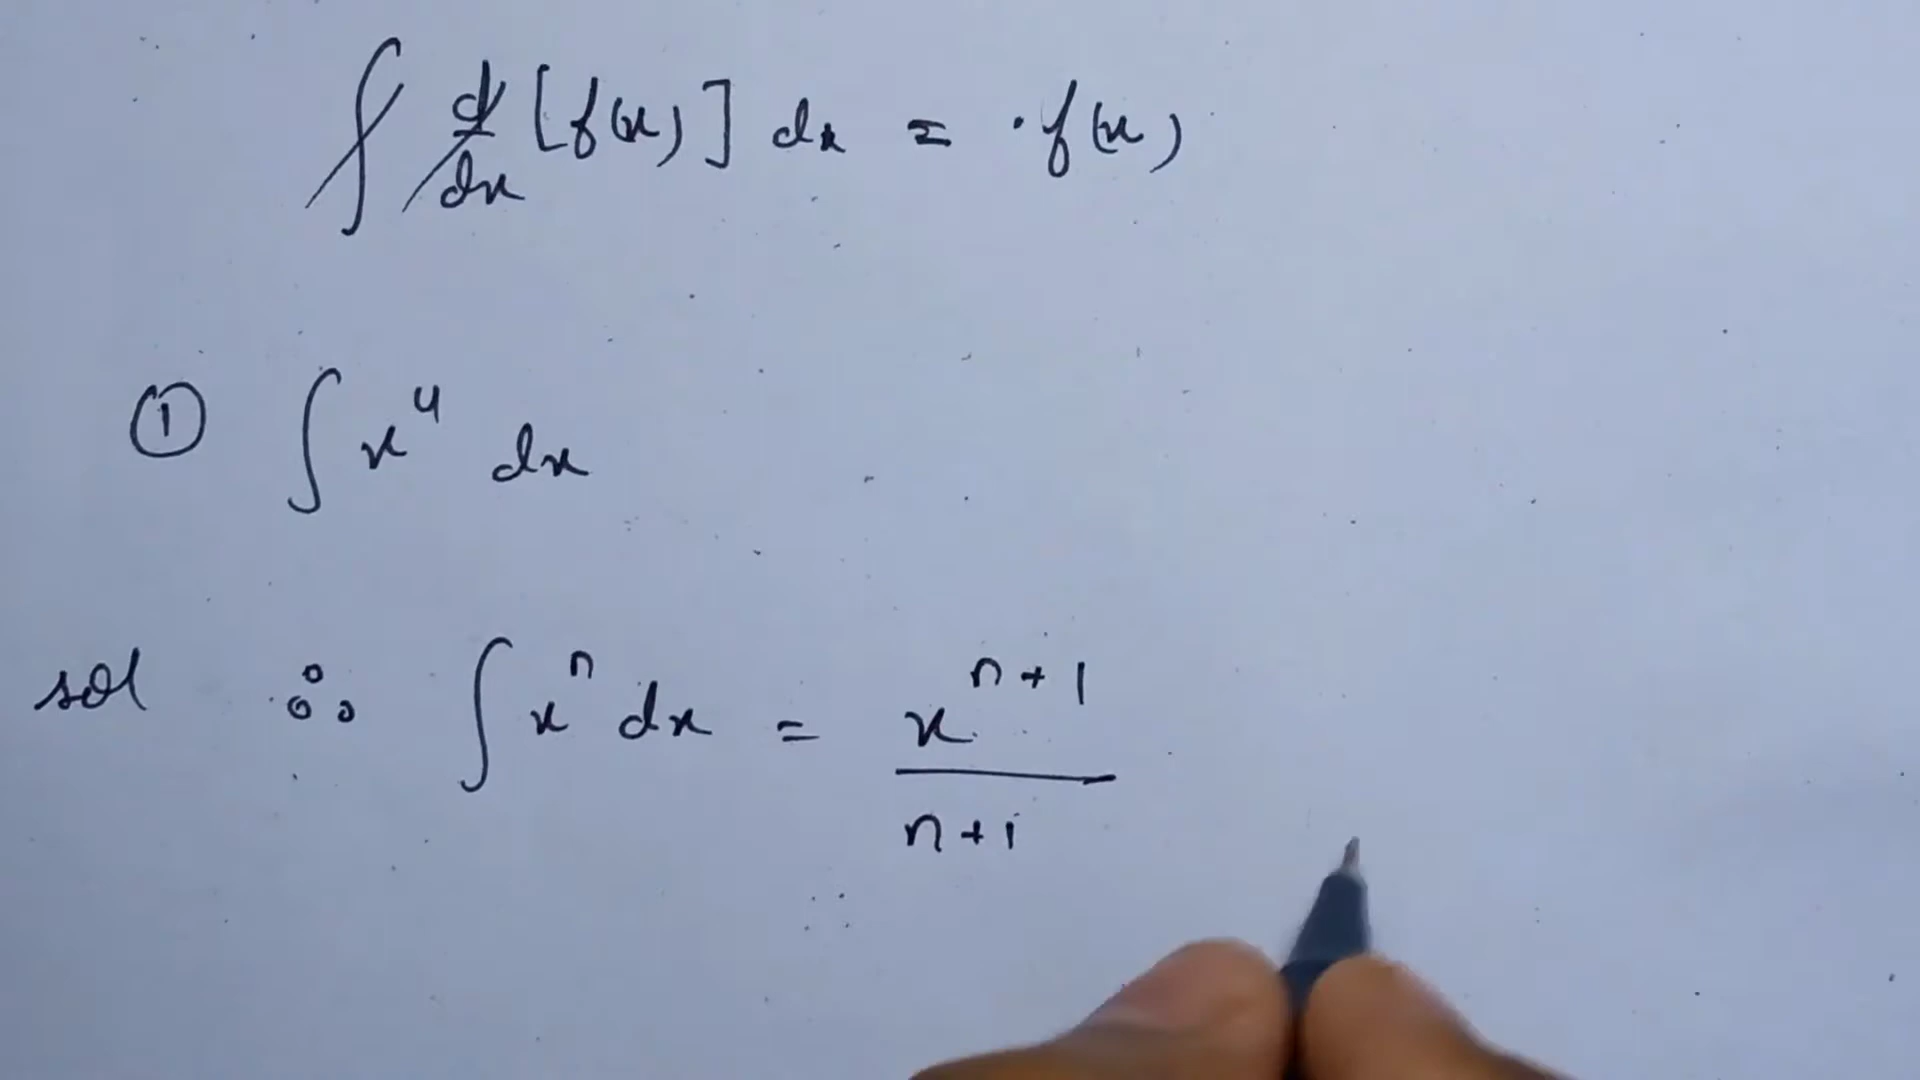 ∫ d/dx [f(x)] dx = f(x)
① ∫ x⁴ dx
sol ∴ ∫ xⁿ dx = xⁿ⁺¹/n+1